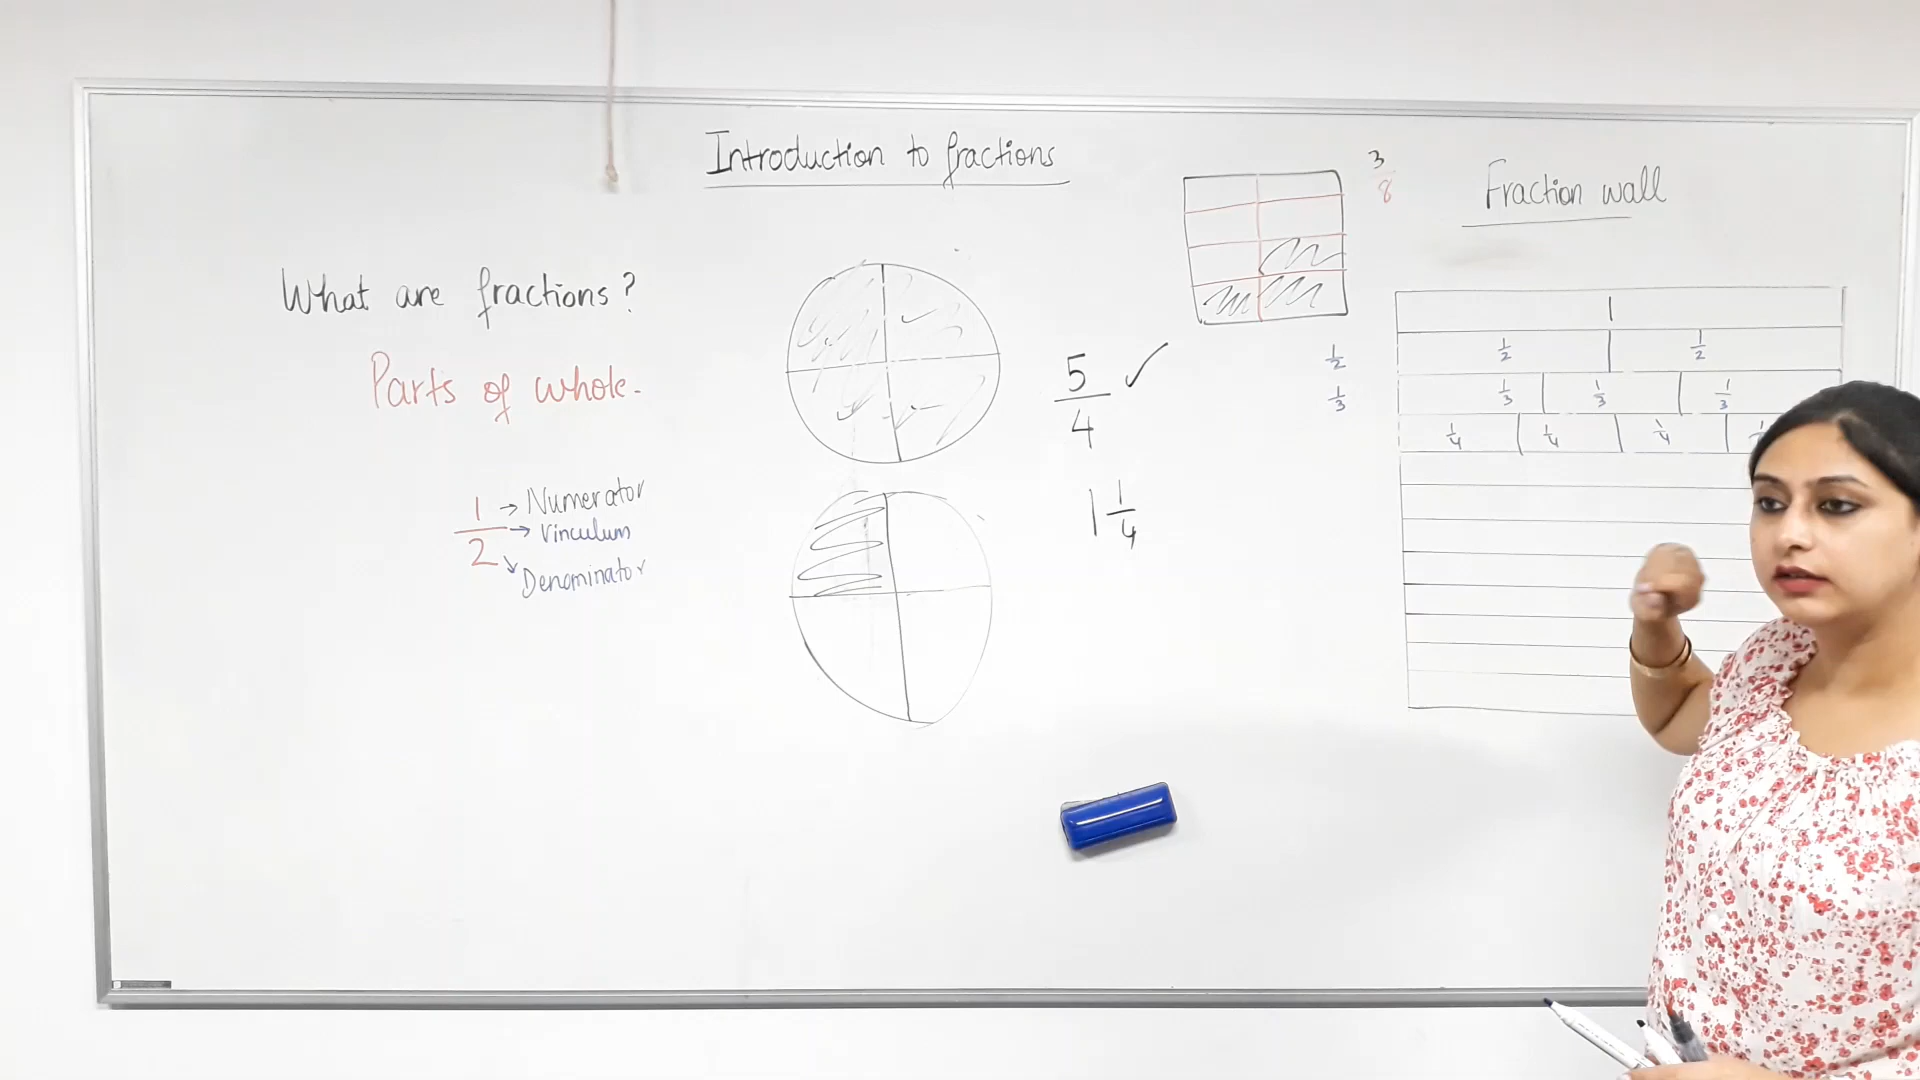 Introduction to fractions
What are fractions?
Parts of whole.
1 → Numerator
→ Vinculum
2 ↘ Denominator
5/4 ✓
1 1/4
3/8
1/2
1/3
Fraction wall
1
1/2 1/2
1/3 1/3 1/3
1/4 1/4 1/4